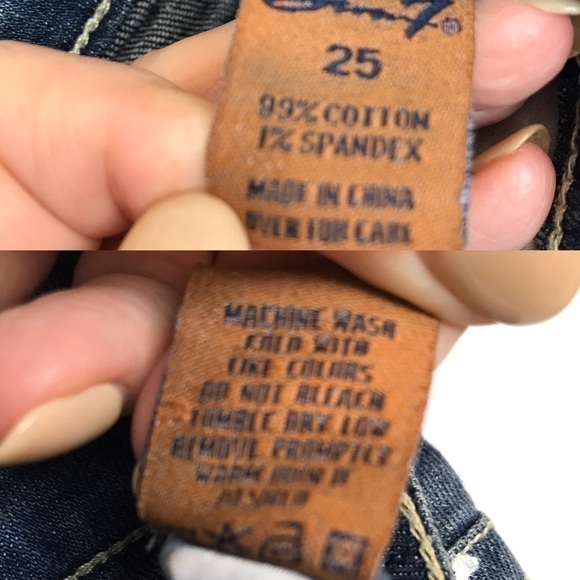 25
99% COTTON
1% SPANDEX
MADE IN CHINA
OVER FOR CARE
MACHINE WASH
COLD WITH
LIKE COLORS
DO NOT BLEACH
TUMBLE DRY LOW
REMOVE PROMPTLY
WARM IRON IF
DESIRED